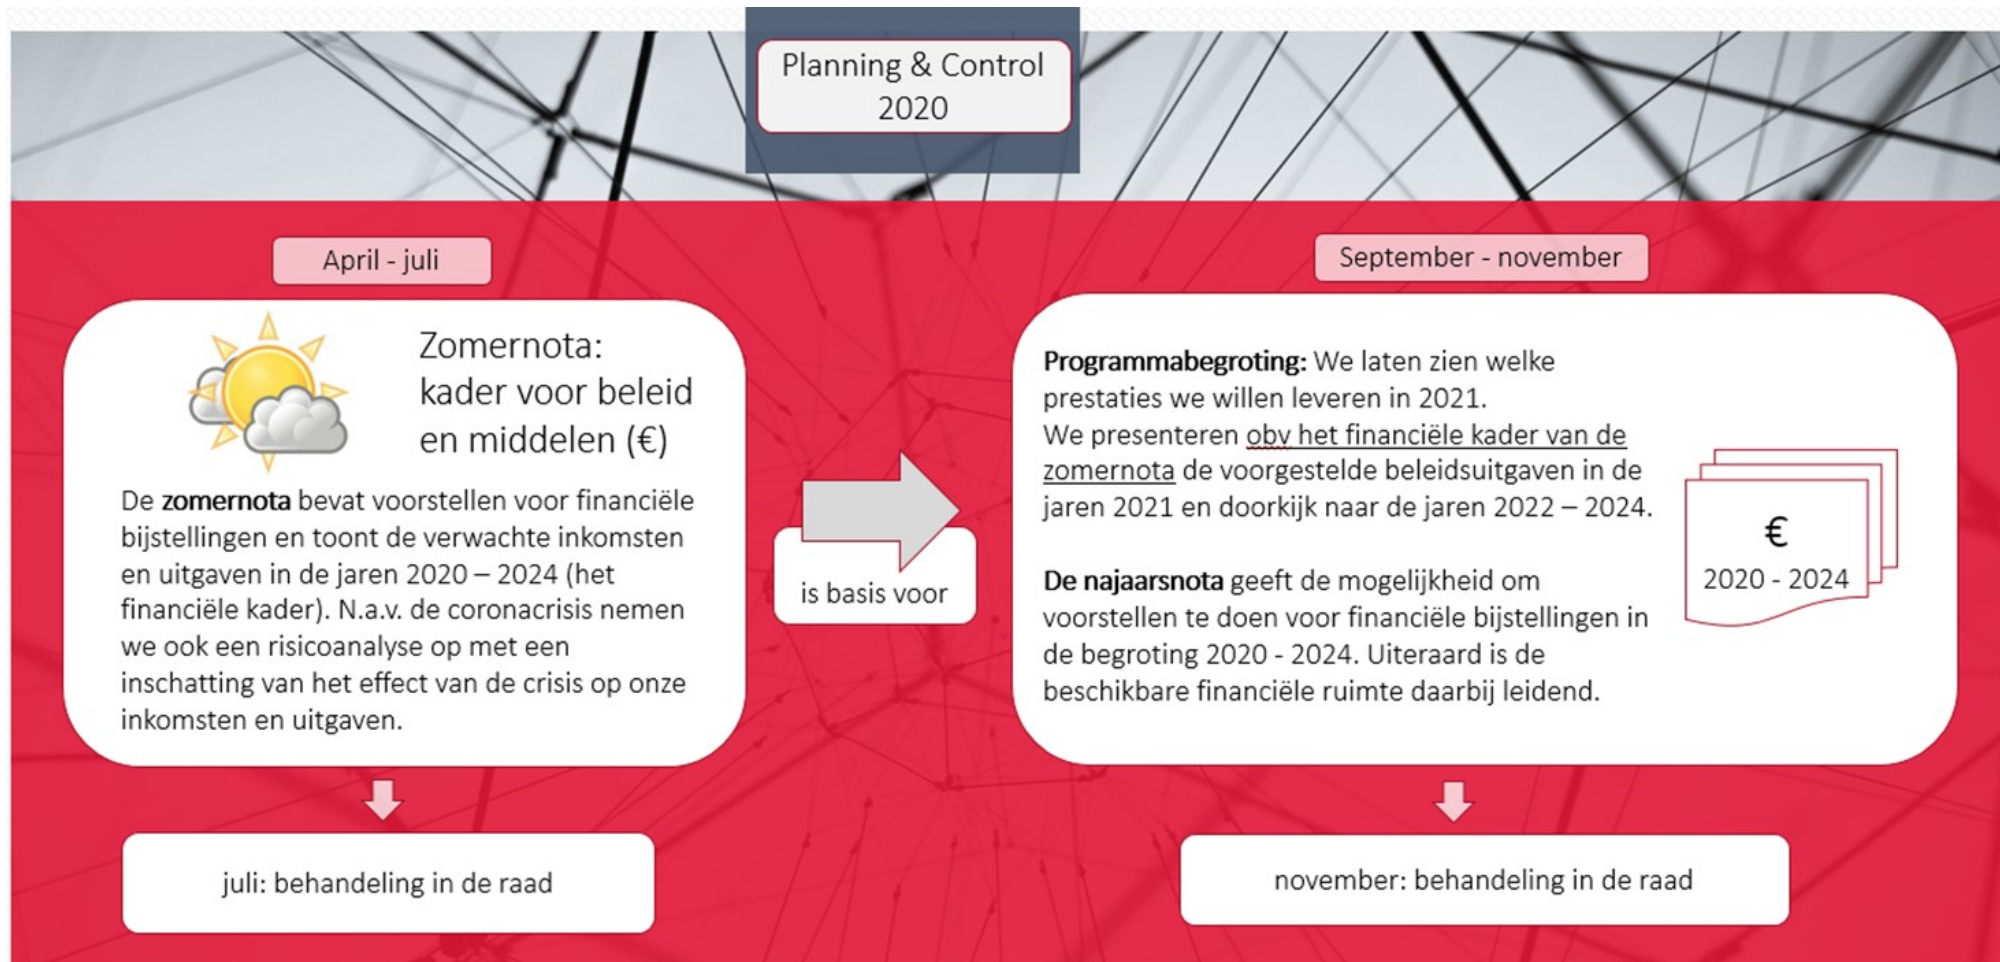 Planning & Control
2020
April - juli
Zomernota:
kader voor beleid
en middelen (€)
De zomernota bevat voorstellen voor financiële
bijstellingen en toont de verwachte inkomsten
en uitgaven in de jaren 2020 – 2024 (het
financiële kader). N.a.v. de coronacrisis nemen
we ook een risicoanalyse op met een
inschatting van het effect van de crisis op onze
inkomsten en uitgaven.
juli: behandeling in de raad
is basis voor
September - november
Programmabegroting: We laten zien welke
prestaties we willen leveren in 2021.
We presenteren obv het financiële kader van de
zomernota de voorgestelde beleidsuitgaven in de
jaren 2021 en doorkijk naar de jaren 2022 – 2024.
De najaarsnota geeft de mogelijkheid om
voorstellen te doen voor financiële bijstellingen in
de begroting 2020 - 2024. Uiteraard is de
beschikbare financiële ruimte daarbij leidend.
€
2020 - 2024
november: behandeling in de raad